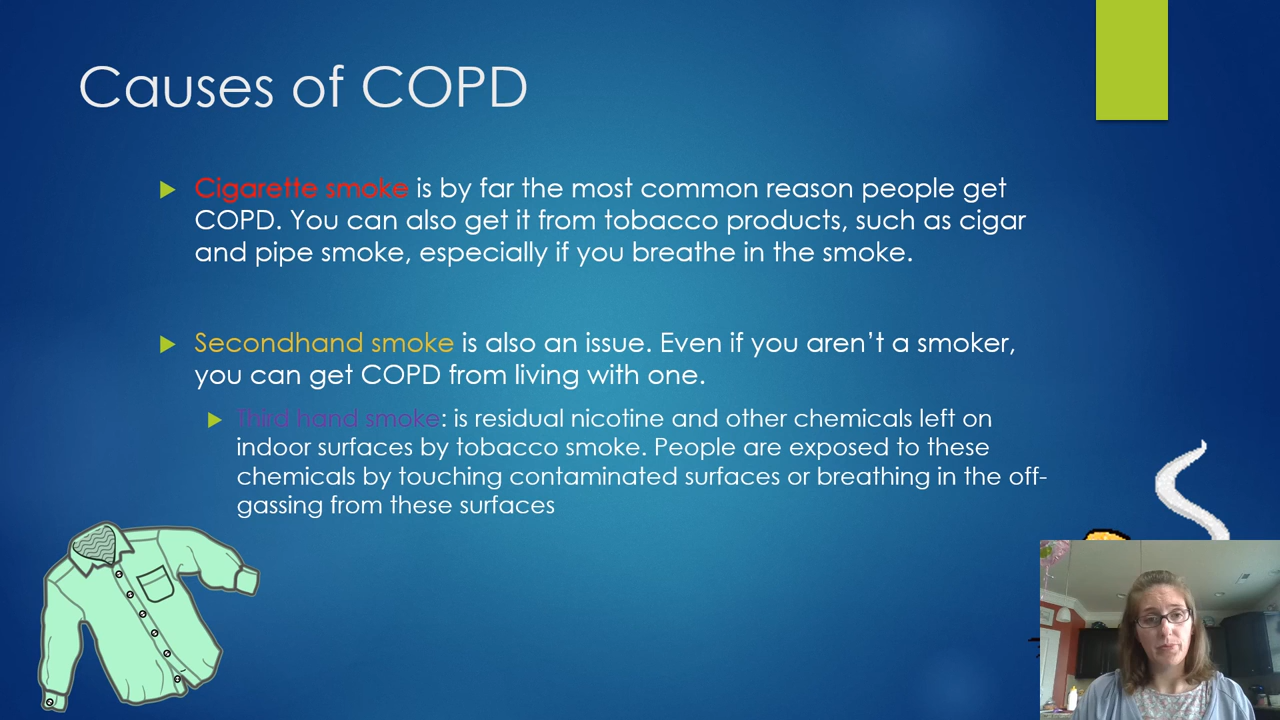 Causes of COPD
Cigarette smoke is by far the most common reason people get
COPD. You can also get it from tobacco products, such as cigar
and pipe smoke, especially if you breathe in the smoke.
Secondhand smoke is also an issue. Even if you aren’t a smoker,
you can get COPD from living with one.
Third hand smoke: is residual nicotine and other chemicals left on
indoor surfaces by tobacco smoke. People are exposed to these
chemicals by touching contaminated surfaces or breathing in the off-
gassing from these surfaces